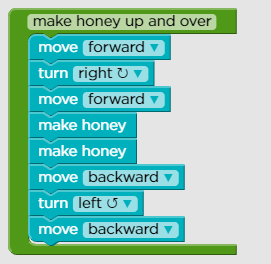 make honey up and over
move forward ▼
turn right ↻ ▼
move forward ▼
make honey
make honey
move backward ▼
turn left ↺ ▼
move backward ▼